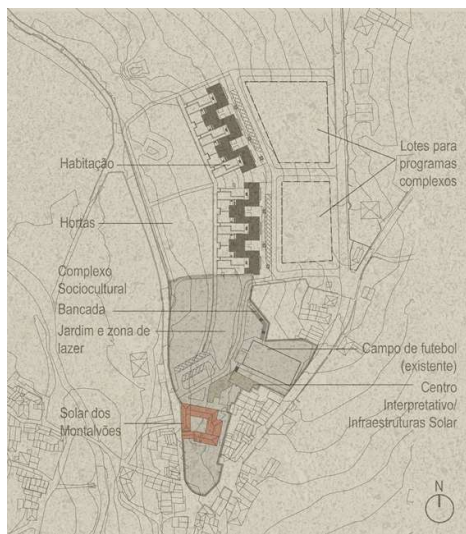 Habitação
Hortas
Complexo
Sociocultural
Bancada
Jardim e zona de
lazer
Solar dos
Montalvões
Lotes para
programas
complexos
Campo de futebol
(existente)
Centro
Interpretativo/
Infraestruturas Solar
N